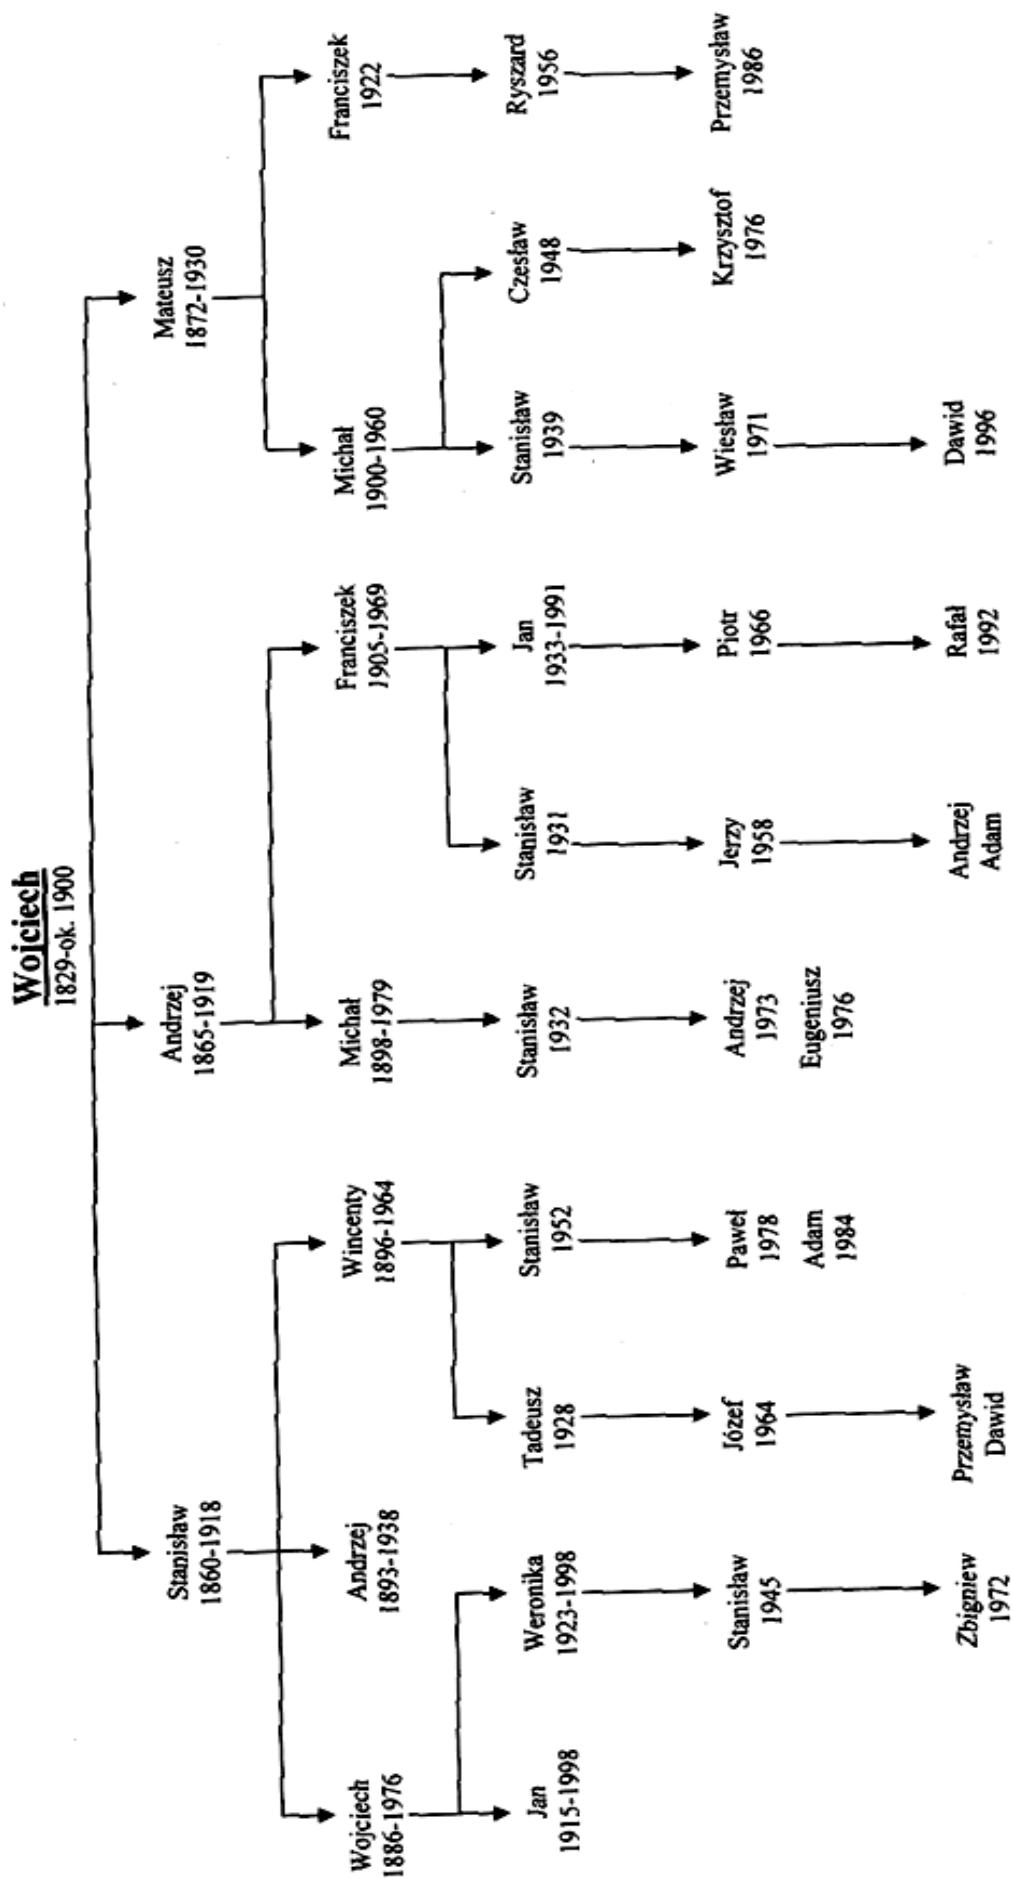 Wojciech
1829-ok. 1900
Stanisław
1860-1918
Andrzej
1865-1919
Mateusz
1872-1930
Wojciech
1886-1976
Andrzej
1893-1938
Wincenty
1896-1964
Michał
1898-1979
Franciszek
1905-1969
Michał
1900-1960
Franciszek
1922
Jan
1915-1998
Weronika
1923-1998
Tadeusz
1928
Stanisław
1952
Stanisław
1932
Stanisław
1931
Jan
1933-1991
Stanisław
1939
Czesław
1948
Ryszard
1956
Stanisław
1945
Józef
1964
Paweł
1978
Adam
1984
Andrzej
1973
Eugeniusz
1976
Jerzy
1958
Piotr
1966
Wiesław
1971
Krzysztof
1976
Przemysław
1986
Zbigniew
1972
Przemysław
Dawid
Andrzej
Adam
Rafał
1992
Dawid
1996